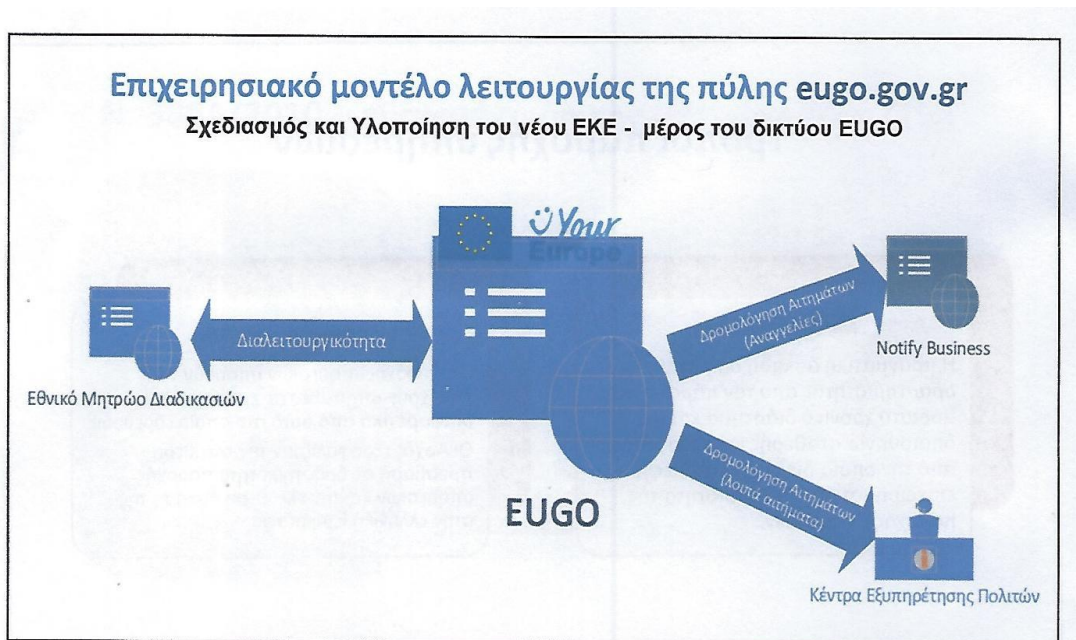 Επιχειρησιακό μοντέλο λειτουργίας της πύλης eugo.gov.gr
Σχεδιασμός και Υλοποίηση του νέου ΕΚΕ - μέρος του δικτύου EUGO
Your
Europe
Διαλειτουργικότητα
Εθνικό Μητρώο Διαδικασιών
EUGO
Δρομολόγηση Αιτημάτων
(Αναγγελίες)
Notify Business
Δρομολόγηση Αιτημάτων
(Λοιπά αιτήματα)
Κέντρα Εξυπηρέτησης Πολιτών